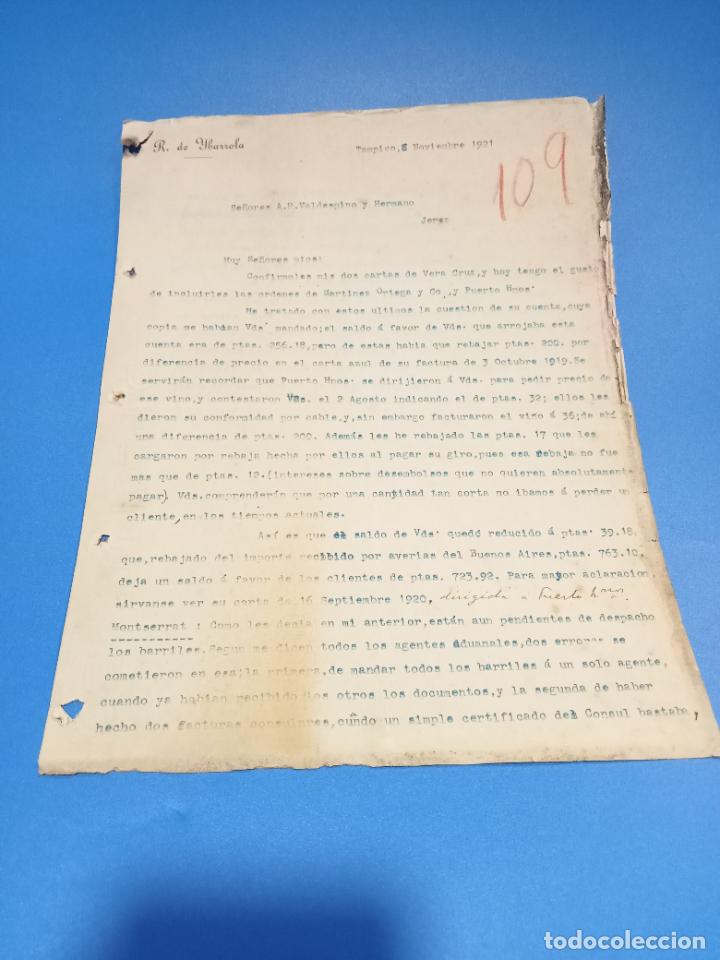 R. de Ybarrola
Tampico, 5 Noviembre 1921
109
Señores A.R.Valdespino y Hermano
Jerez
Muy Señores mios:
Confirmoles mis dos cartas de Vera Cruz,y hoy tengo el gusto
de incluirles las ordenes de Martinez Ortega y Co.,y Puerto Hnos.
He tratado con estos ultimos la cuestion de su cuenta,cuya
copia me habian Vds. mandado;el saldo á favor de Vds. que arrojaba esta
cuenta era de ptas. 256.18,pero de estas habia que rebajar ptas. 200. por
diferencia de precio en el carta azul de su factura de 3 Octubre 1919.Se
servirán recordar que Puerto Hnos. se dirijieron á Vds. para pedir precio de
ese vino,y contestaron Vds. el 2 Agosto indicando el de ptas. 32; ellos les
dieron su conformidad por cable,y,sin embargo facturaron el vino á 36;de ahí
una diferencia de ptas. 200. Además les he rebajado las ptas. 17 que les
cargaron por rebaja hecha por ellos al pagar su giro,pues esa rebaja no fue
mas que de ptas. 12.(intereses sobre desembolsos que no quieren absolutamente
pagar). Vds.comprenderán que por una cantidad tan corta no ibamos á perder un
cliente,en los tiempos actuales.
Así es que el saldo de Vds. quedó reducido á ptas. 39.18,
que,rebajado del importe recibido por averias del Buenos Aires,ptas. 763.10,
deja un saldo á favor de los clientes de ptas. 723.92. Para mayor aclaracion,
sirvanse ver su carta de 16 Septiembre 1920, dirigida a Puerto Hnos.
Montserrat : Como les decia en mi anterior,están aun pendientes de despacho
los barriles.Segun me dicen todos los agentes aduanales,dos errores se
cometieron en esa;la primera,de mandar todos los barriles á un solo agente,
cuando ya habian recibido los otros los documentos,y la segunda de haber
hecho dos facturas consulares,cuando un simple certificado del Consul bastaba,
todocoleccion